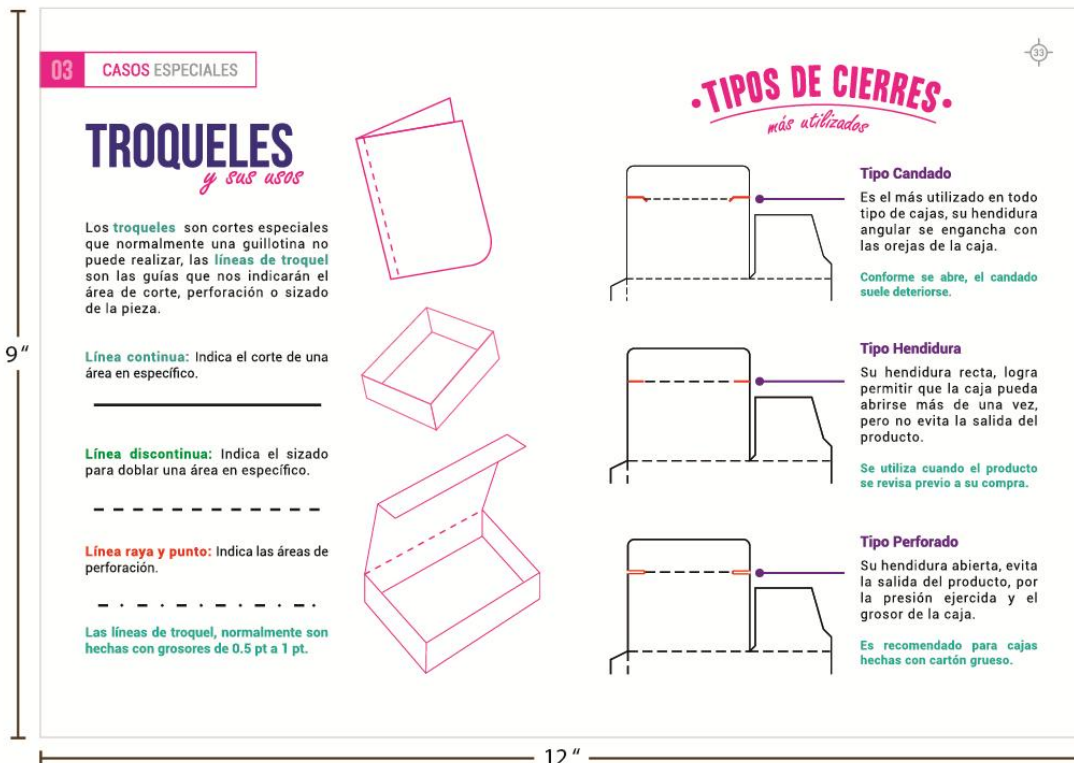 03 CASOS ESPECIALES
33
TROQUELES
y sus usos
Los troqueles son cortes especiales
que normalmente una guillotina no
puede realizar, las líneas de troquel
son las guías que nos indicarán el
área de corte, perforación o sizado
de la pieza.
Línea continua: Indica el corte de una
área en específico.
Línea discontinua: Indica el sizado
para doblar una área en específico.
Línea raya y punto: Indica las áreas de
perforación.
Las líneas de troquel, normalmente son
hechas con grosores de 0.5 pt a 1 pt.
TIPOS DE CIERRES
más utilizados
Tipo Candado
Es el más utilizado en todo
tipo de cajas, su hendidura
angular se engancha con
las orejas de la caja.
Conforme se abre, el candado
suele deteriorse.
Tipo Hendidura
Su hendidura recta, logra
permitir que la caja pueda
abrirse más de una vez,
pero no evita la salida del
producto.
Se utiliza cuando el producto
se revisa previo a su compra.
Tipo Perforado
Su hendidura abierta, evita
la salida del producto, por
la presión ejercida y el
grosor de la caja.
Es recomendado para cajas
hechas con cartón grueso.
9"
12"